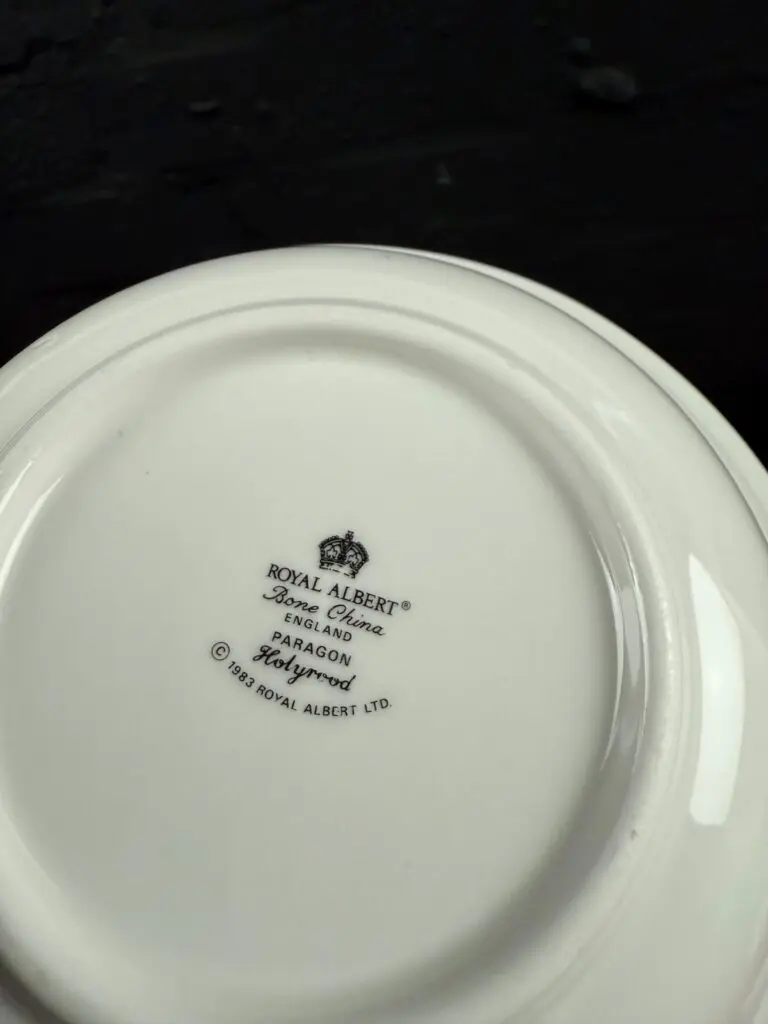 ROYAL ALBERT®
Bone China
ENGLAND
PARAGON
Holyrood
© 1983 ROYAL ALBERT LTD.